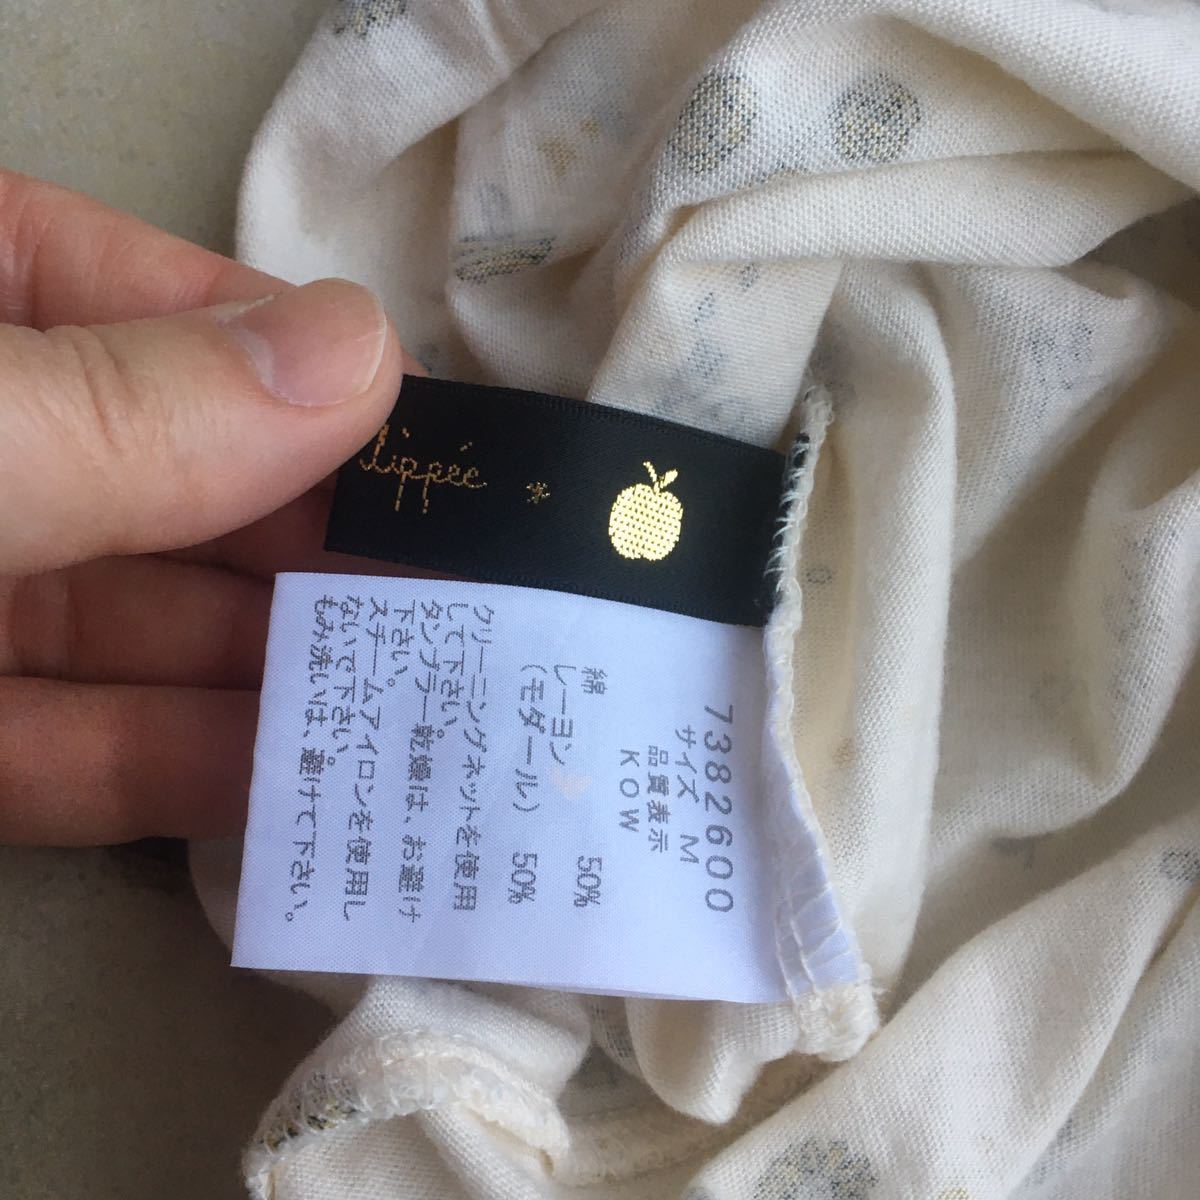 lippée *
7382600
サイズ M
品質表示
KOW
綿 50%
レーヨン 50%
(モダール)
クリーニングネットを使用
して下さい。
タンブラー乾燥は、お避け
下さい。
スチームアイロンを使用し
ないで下さい。
もみ洗いは、避けて下さい。